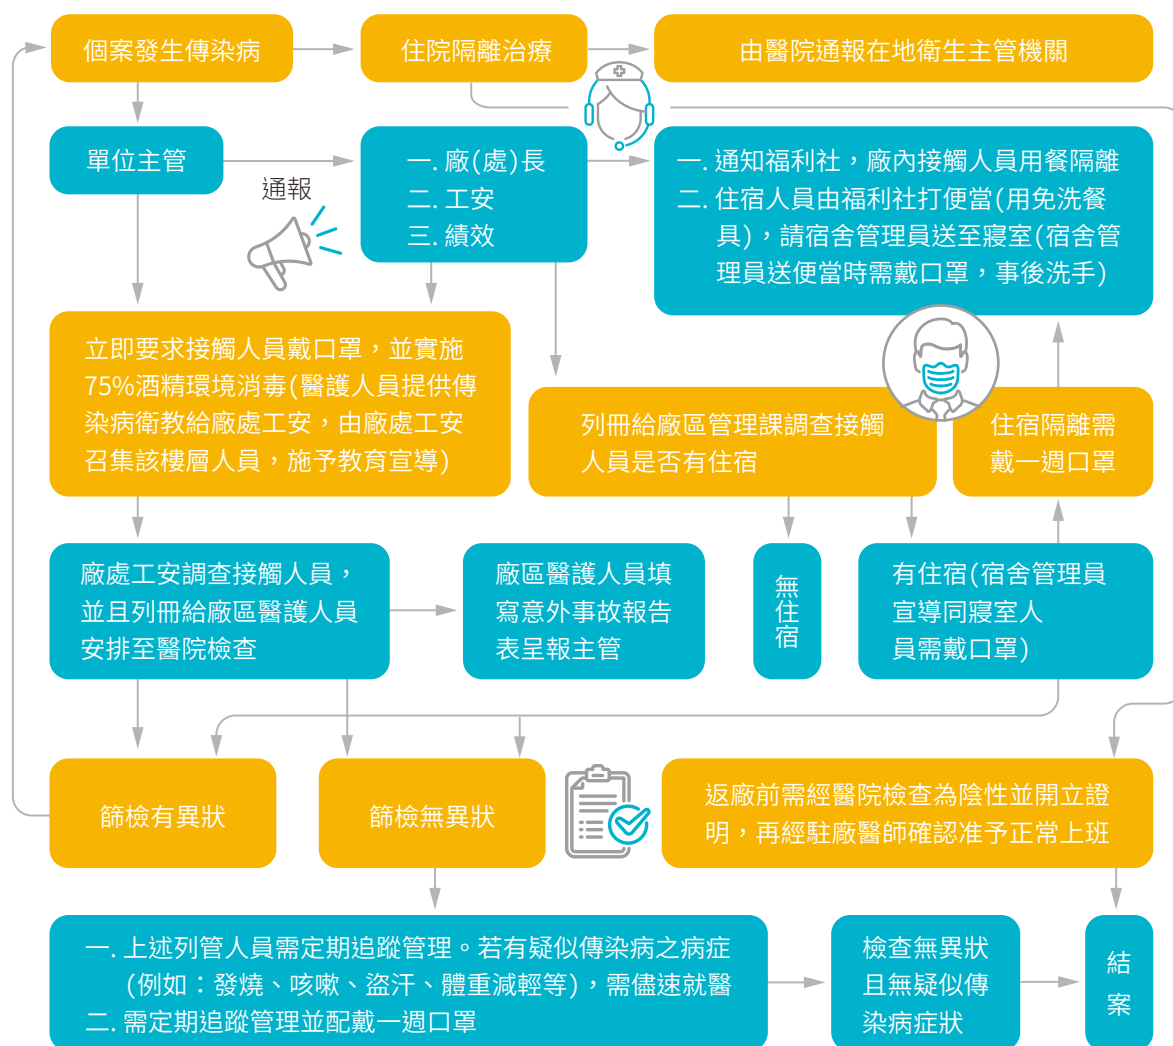 個案發生傳染病
住院隔離治療
由醫院通報在地衛生主管機關
單位主管
通報
一. 廠(處)長
二. 工安
三. 績效
一. 通知福利社，廠內接觸人員用餐隔離
二. 住宿人員由福利社打便當(用免洗餐
具)，請宿舍管理員送至寢室(宿舍管
理員送便當時需戴口罩，事後洗手)
立即要求接觸人員戴口罩，並實施
75%酒精環境消毒(醫護人員提供傳
染病衛教給廠處工安，由廠處工安
召集該樓層人員，施予教育宣導)
列冊給廠區管理課調查接觸
人員是否有住宿
住宿隔離需
戴一週口罩
廠處工安調查接觸人員，
並且列冊給廠區醫護人員
安排至醫院檢查
廠區醫護人員填
寫意外事故報告
表呈報主管
無住宿
有住宿(宿舍管理員
宣導同寢室人
員需戴口罩)
篩檢有異狀
篩檢無異狀
返廠前需經醫院檢查為陰性並開立證
明，再經駐廠醫師確認准予正常上班
一. 上述列管人員需定期追蹤管理。若有疑似傳染病之病症
(例如：發燒、咳嗽、盜汗、體重減輕等)，需儘速就醫
二. 需定期追蹤管理並配戴一週口罩
檢查無異狀
且無疑似傳
染病症狀
結案